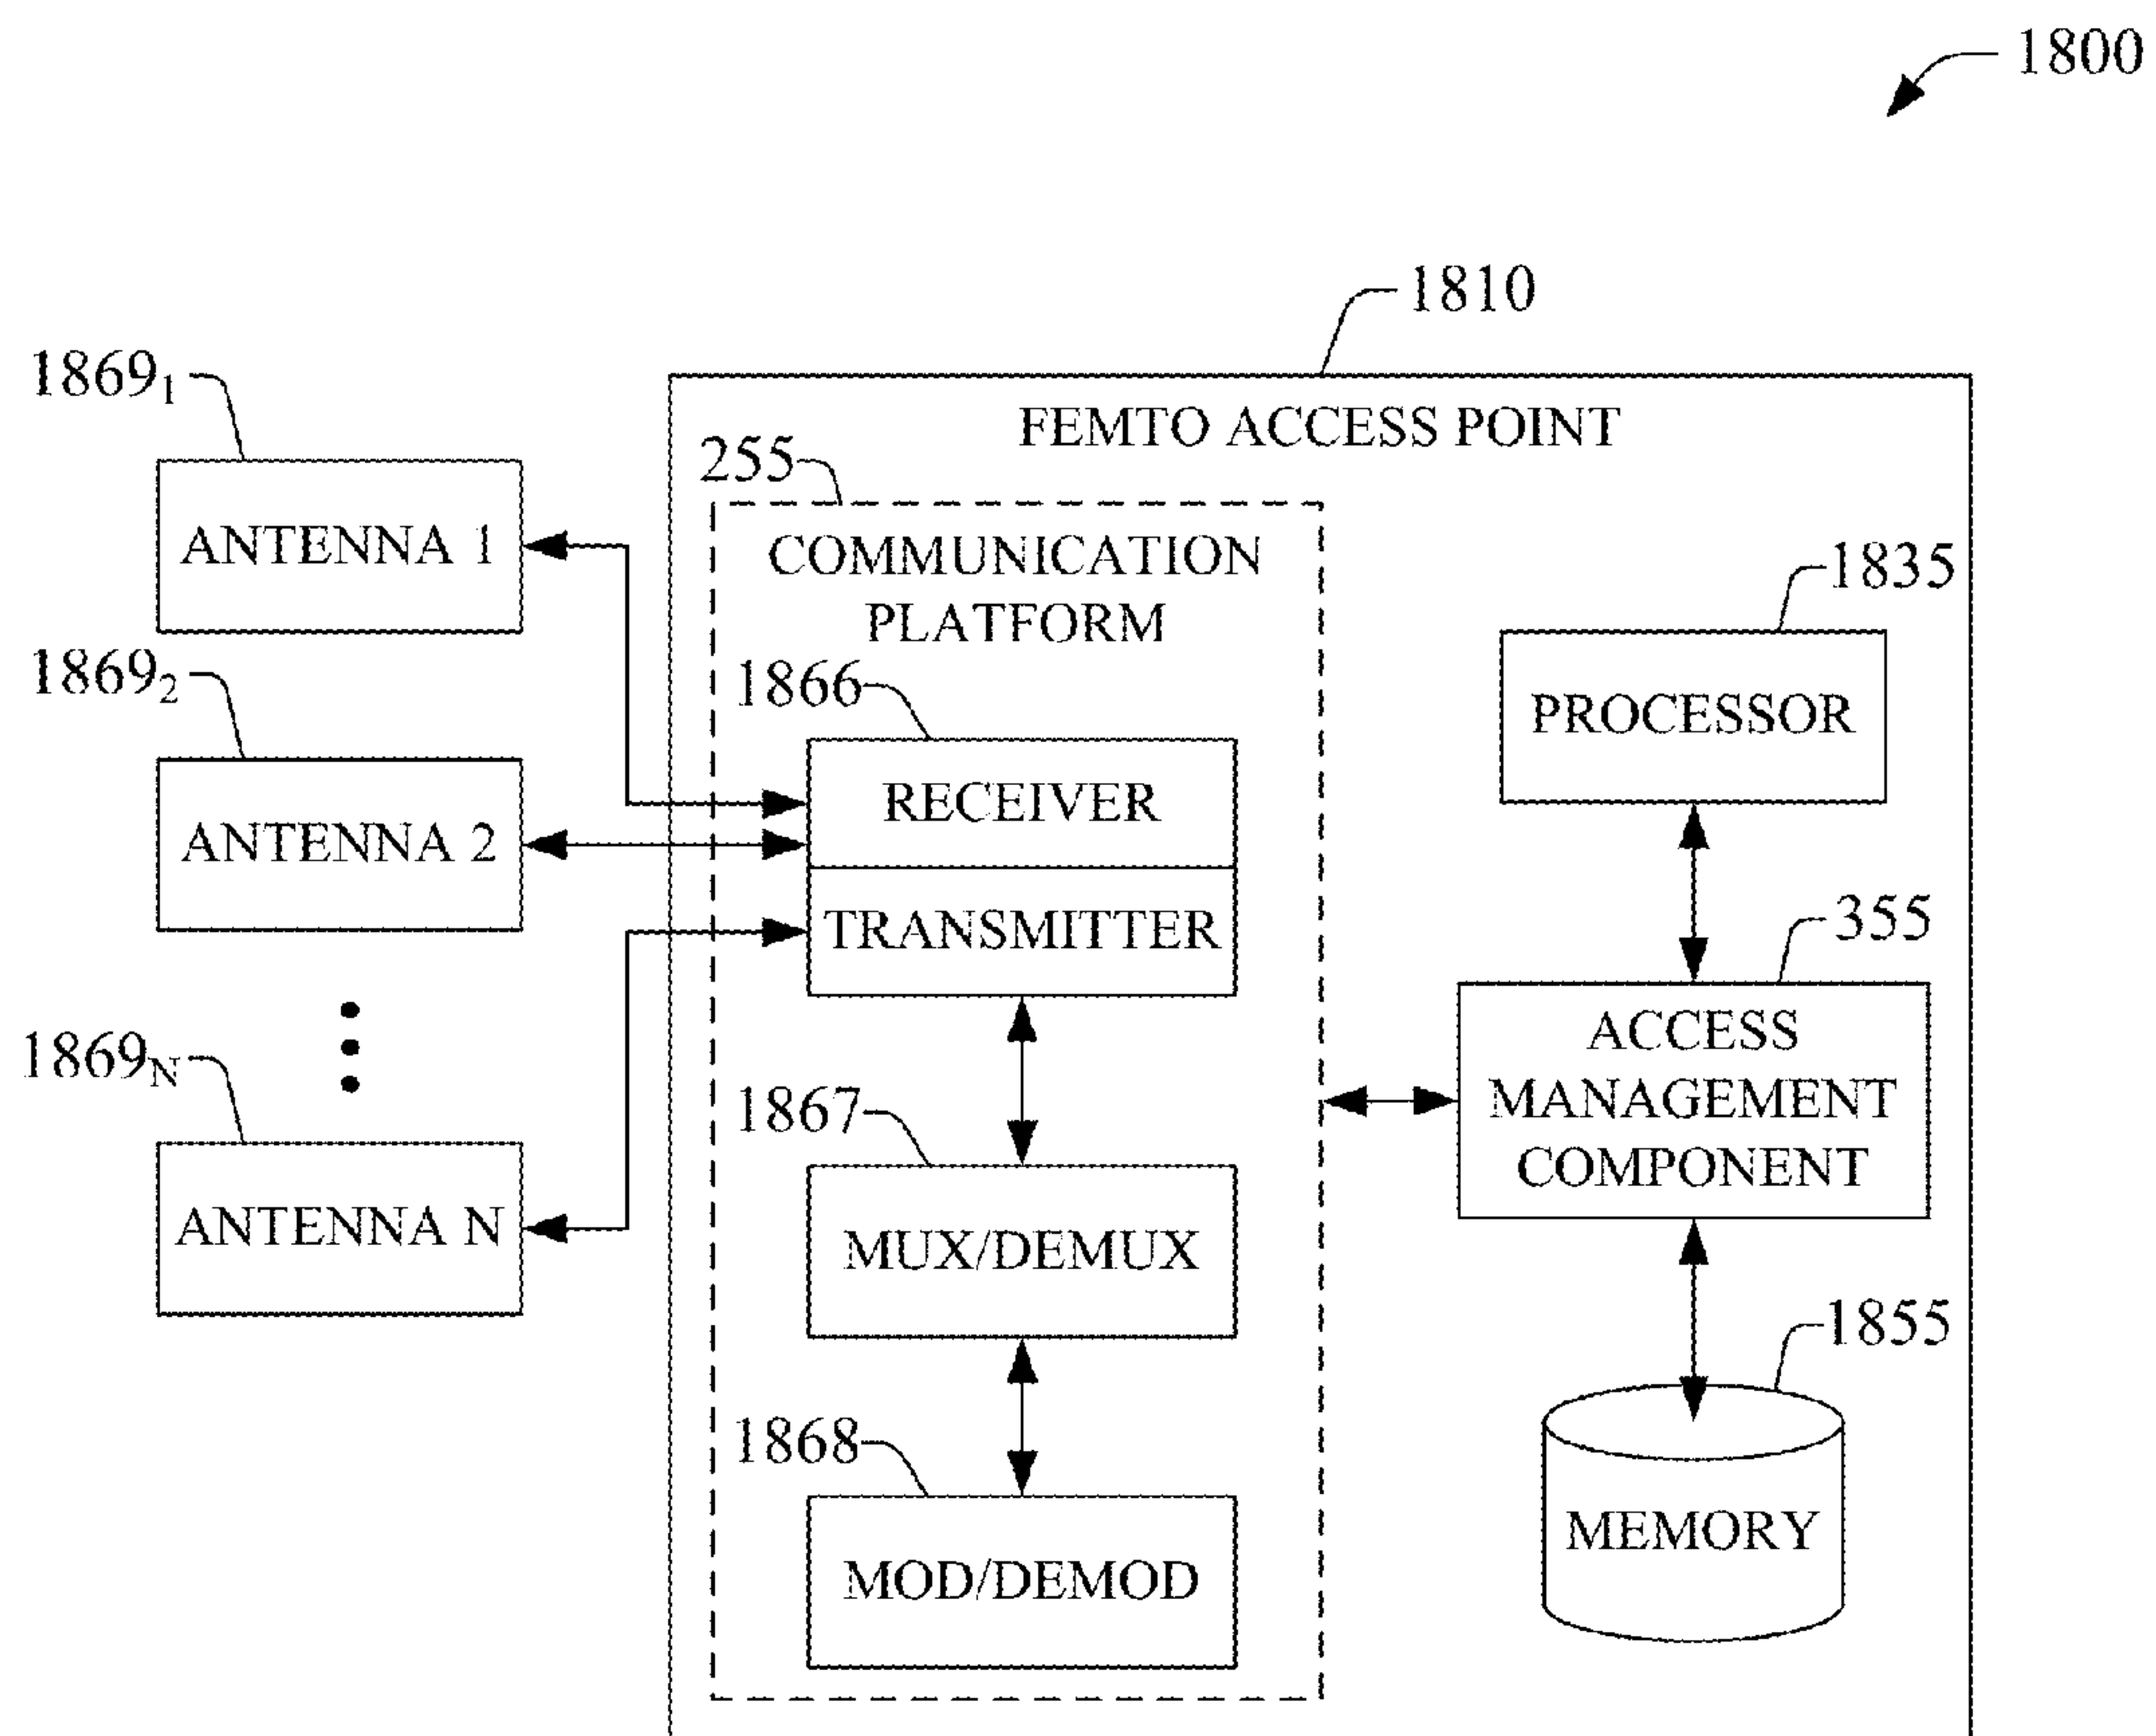 1800
1810
1869₁
FEMTO ACCESS POINT
255
ANTENNA 1
COMMUNICATION
PLATFORM
1835
1869₂
1866
PROCESSOR
RECEIVER
ANTENNA 2
TRANSMITTER
355
ACCESS
MANAGEMENT
COMPONENT
1869N
1867
ANTENNA N
MUX/DEMUX
1855
1868
MEMORY
MOD/DEMOD